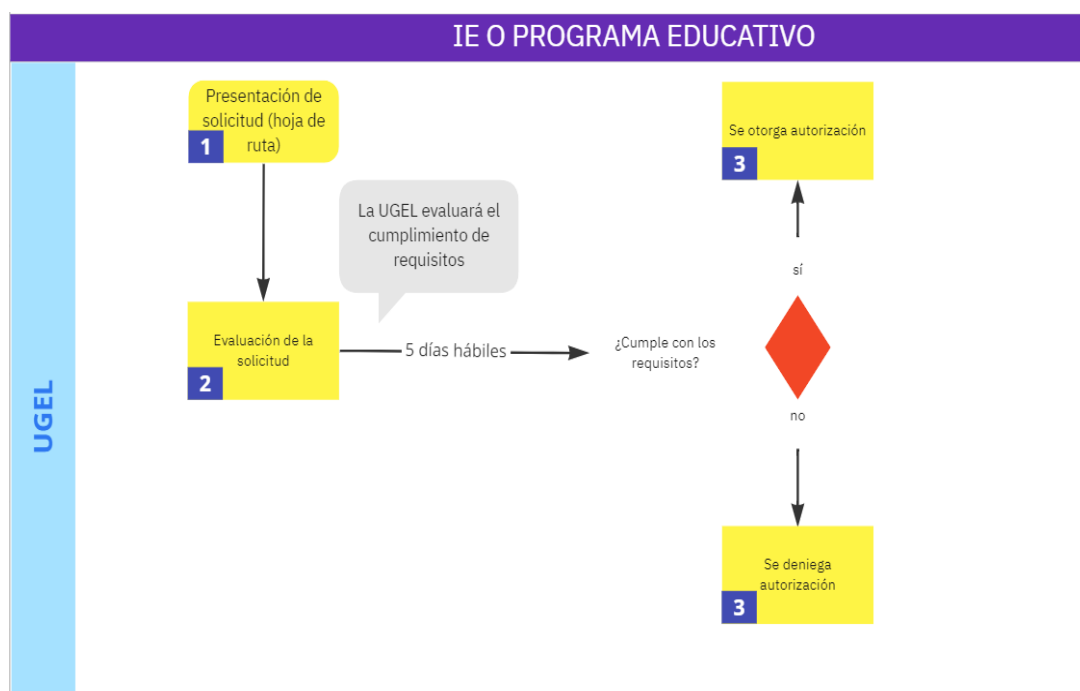 IE O PROGRAMA EDUCATIVO
UGEL
Presentación de
solicitud (hoja de
ruta)
1
La UGEL evaluará el
cumplimiento de
requisitos
Evaluación de la
solicitud
2
5 días hábiles
¿Cumple con los
requisitos?
sí
Se otorga autorización
3
no
Se deniega
autorización
3